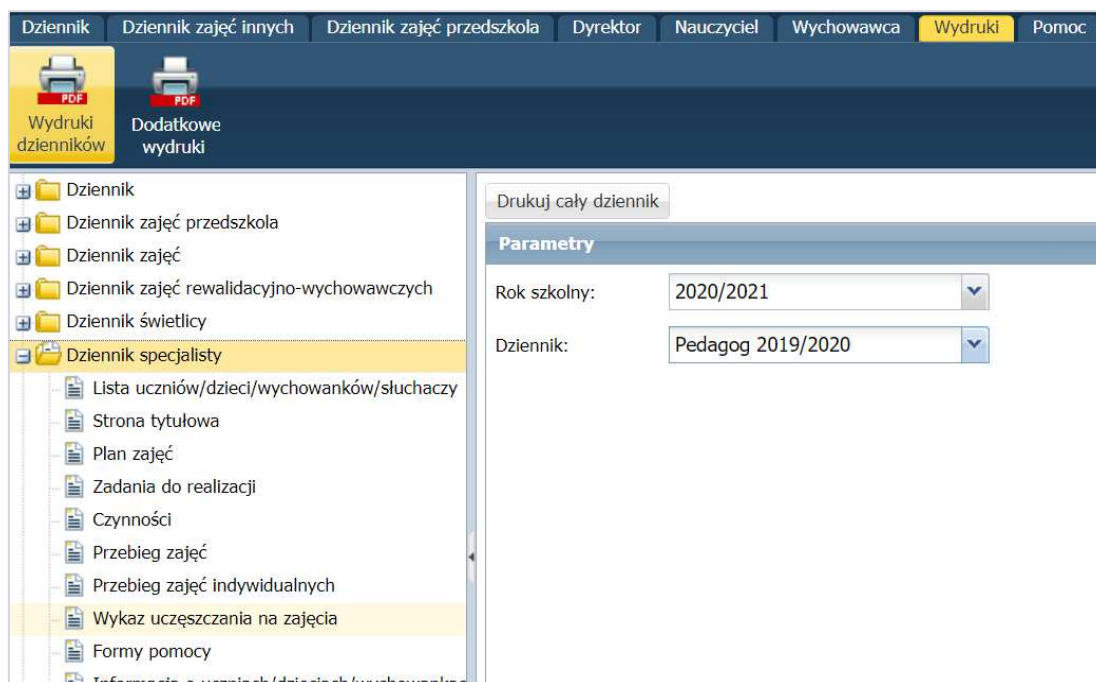 Dziennik Dziennik zajęć innych Dziennik zajęć przedszkola Dyrektor Nauczyciel Wychowawca Wydruki Pomoc
PDF PDF
Wydruki dzienników
Dodatkowe wydruki
Dziennik
Dziennik zajęć przedszkola
Dziennik zajęć
Dziennik zajęć rewalidacyjno-wychowawczych
Dziennik świetlicy
Dziennik specjalisty
Lista uczniów/dzieci/wychowanków/słuchaczy
Strona tytułowa
Plan zajęć
Zadania do realizacji
Czynności
Przebieg zajęć
Przebieg zajęć indywidualnych
Wykaz uczęszczania na zajęcia
Formy pomocy
Drukuj cały dziennik
Parametry
Rok szkolny: 2020/2021
Dziennik: Pedagog 2019/2020